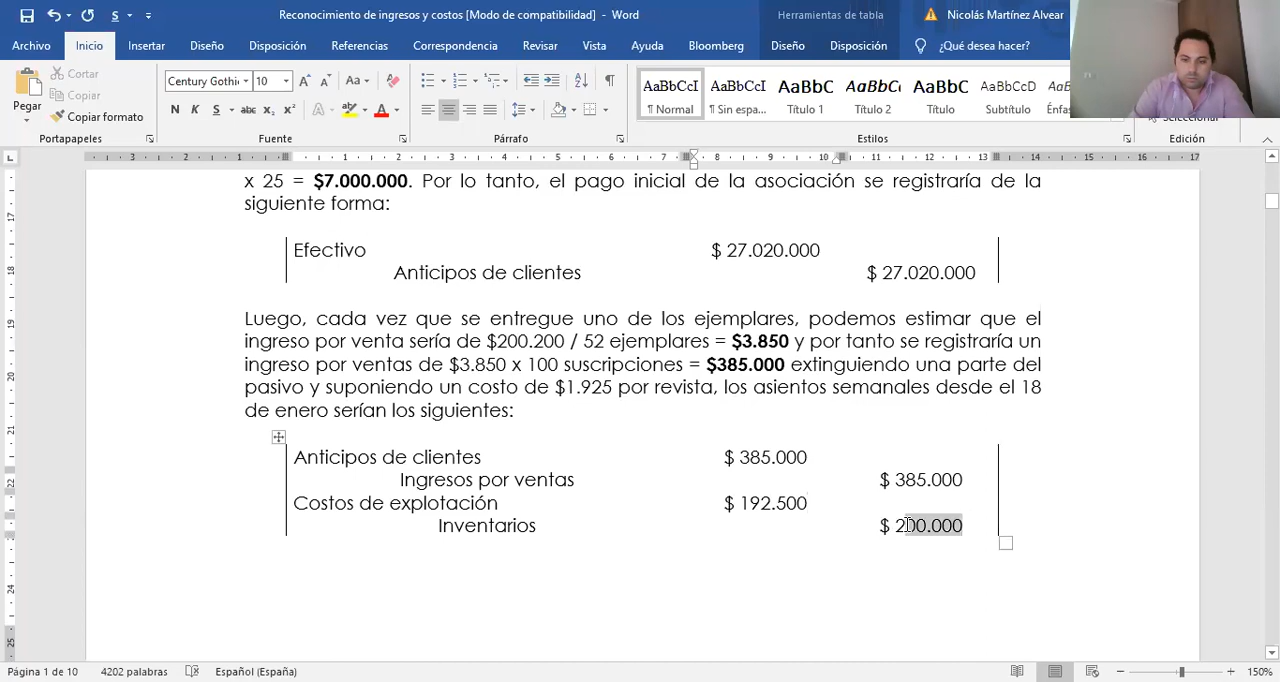 Reconocimiento de ingresos y costos [Modo de compatibilidad] - Word
Herramientas de tabla
Nicolás Martínez Alvear
Archivo Inicio Insertar Diseño Disposición Referencias Correspondencia Revisar Vista Ayuda Bloomberg Diseño Disposición ¿Qué desea hacer?
Pegar
Cortar
Copiar
Copiar formato
Century Gothi 10
N K S abc x₂ x²
AaBbCcI AaBbCcI AaBbC AaBbCc AaBbC AaBbCcD
¶ Normal ¶ Sin espa... Título 1 Título 2 Título Subtítulo Énfas
Seleccionar
Portapapeles Fuente Párrafo Estilos Edición
x 25 = $7.000.000. Por lo tanto, el pago inicial de la asociación se registraría de la
siguiente forma:
Efectivo $ 27.020.000
Anticipos de clientes $ 27.020.000
Luego, cada vez que se entregue uno de los ejemplares, podemos estimar que el
ingreso por venta sería de $200.200 / 52 ejemplares = $3.850 y por tanto se registraría un
ingreso por ventas de $3.850 x 100 suscripciones = $385.000 extinguiendo una parte del
pasivo y suponiendo un costo de $1.925 por revista, los asientos semanales desde el 18
de enero serían los siguientes:
Anticipos de clientes $ 385.000
Ingresos por ventas $ 385.000
Costos de explotación $ 192.500
Inventarios $ 200.000
Página 1 de 10 4202 palabras Español (España) 150%